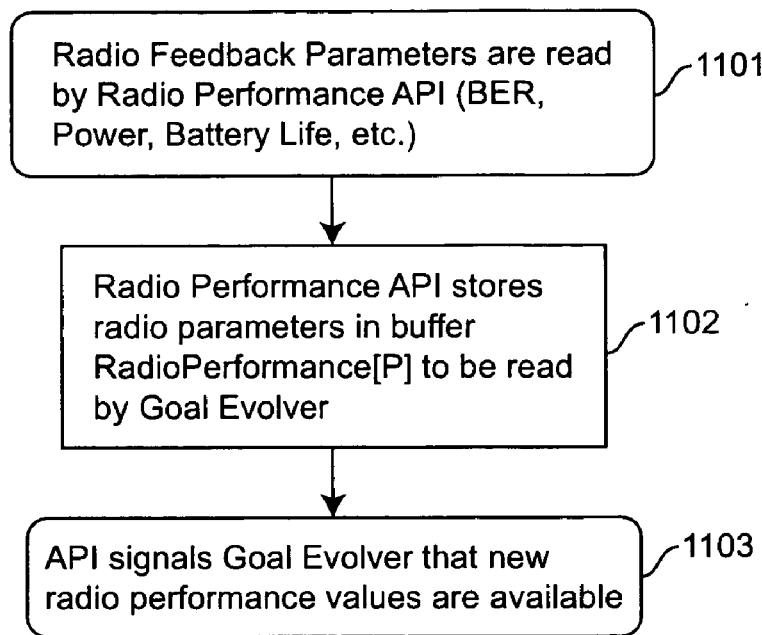 Radio Feedback Parameters are read
by Radio Performance API (BER,
Power, Battery Life, etc.)
1101
Radio Performance API stores
radio parameters in buffer
RadioPerformance[P] to be read
by Goal Evolver
1102
API signals Goal Evolver that new
radio performance values are available
1103